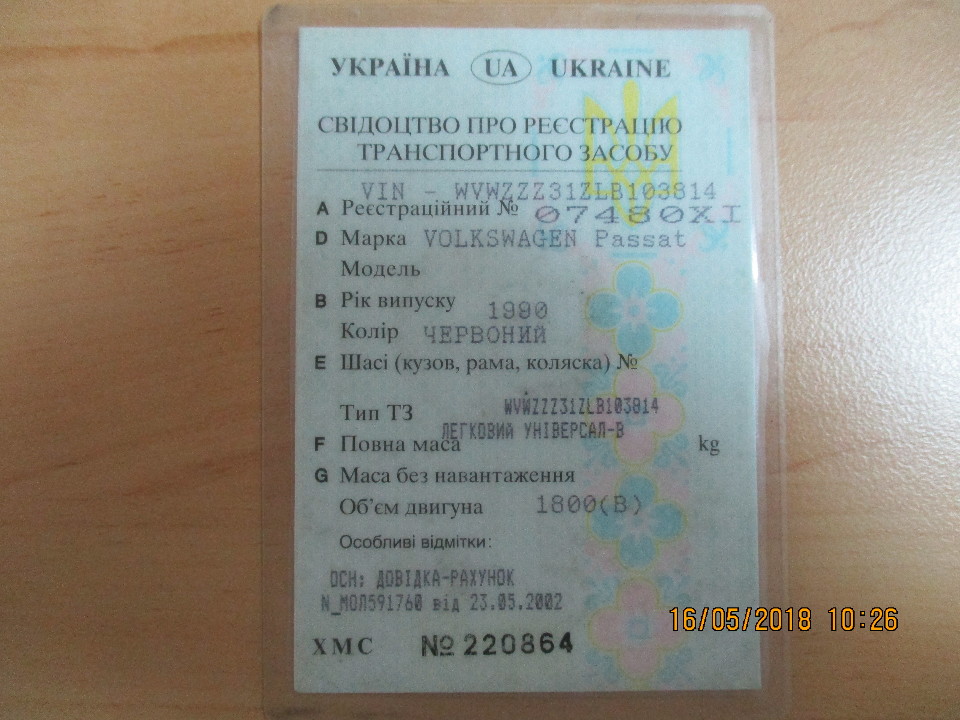 УКРАЇНА UA UKRAINE
СВІДОЦТВО ПРО РЕЄСТРАЦІЮ
ТРАНСПОРТНОГО ЗАСОБУ
VIN - WVWZZZ31ZLB103814
A Реєстраційний № 07480XI
D Марка VOLKSWAGEN Passat
Модель
B Рік випуску 1990
Колір ЧЕРВОНИЙ
E Шасі (кузов, рама, коляска) №
WVWZZZ31ZLB103814
Тип ТЗ ЛЕГКОВИЙ УНІВЕРСАЛ-В
F Повна маса kg
G Маса без навантаження
Об'єм двигуна 1800(B)
Особливі відмітки:
ОСН: ДОВІДКА-РАХУНОК
N_МОЛ591760 від 23.05.2002
ХМС № 220864
16/05/2018 10:26